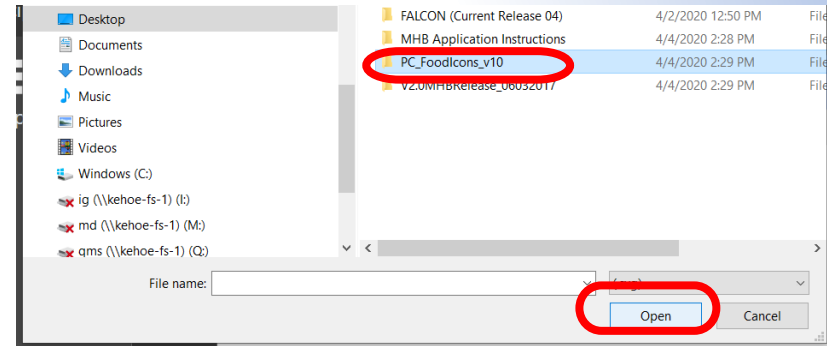 Desktop
Documents
Downloads
Music
Pictures
Videos
Windows (C:)
ig (\\kehoe-fs-1) (I:)
md (\\kehoe-fs-1) (M:)
qms (\\kehoe-fs-1) (Q:)
FALCON (Current Release 04) 4/2/2020 12:50 PM File
MHB Application Instructions 4/4/2020 2:28 PM File
PC_FoodIcons_v10 4/4/2020 2:29 PM File
V2.0MHBRelease_06032017 4/4/2020 2:29 PM File
File name:
Open Cancel